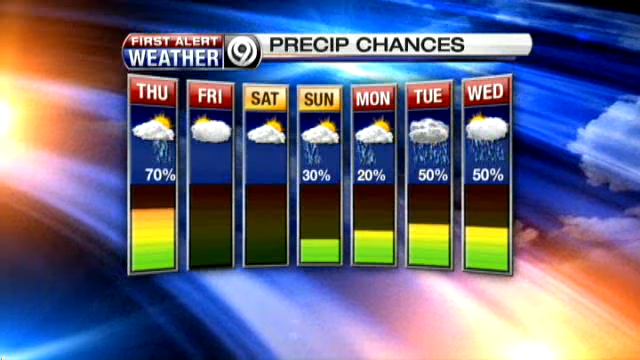 FIRST ALERT
WEATHER 9
PRECIP CHANCES
THU FRI SAT SUN MON TUE WED
70% 30% 20% 50% 50%